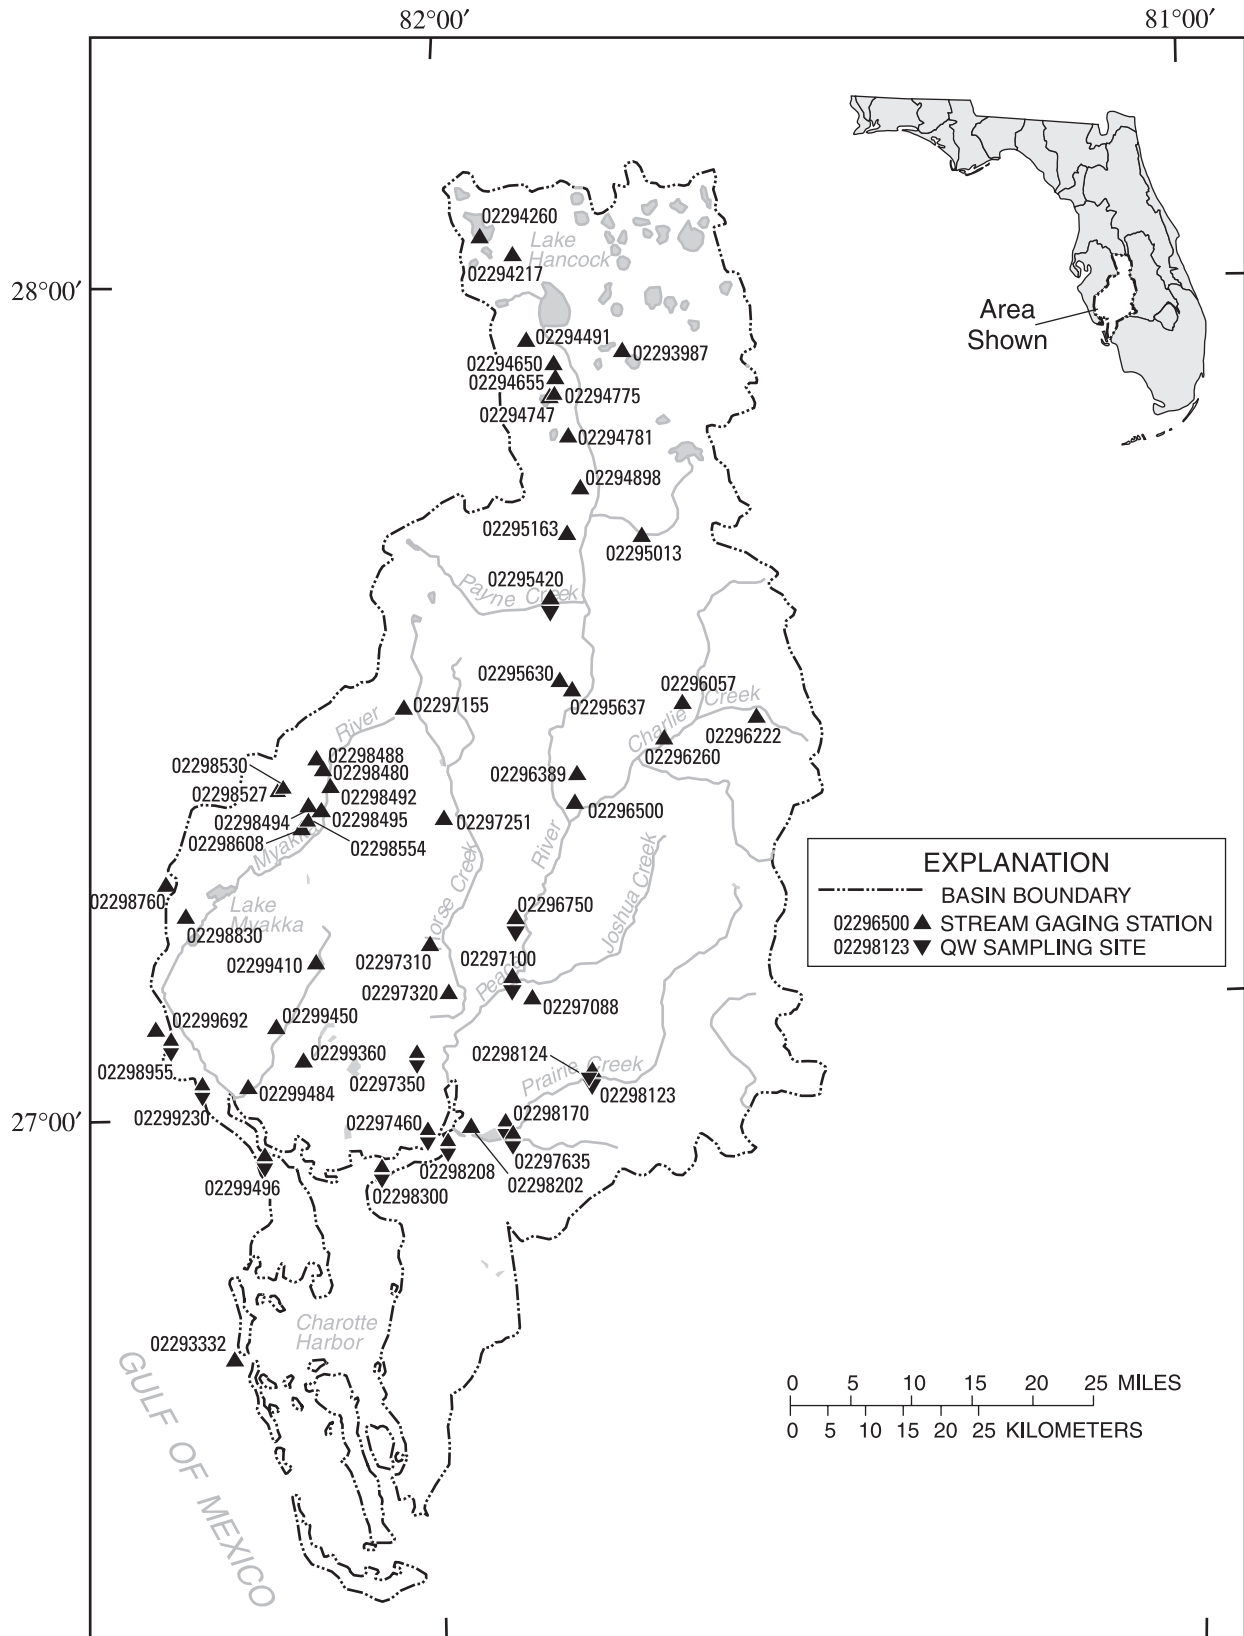 82°00′
81°00′
28°00′
27°00′
Area
Shown
02294260
Lake
Hancock
02294217
02294491
02293987
02294650
02294655
02294775
02294747
02294781
02294898
02295163
02295013
02295420
Payne Creek
02295630
02295637
02296057
Charlie Creek
02296222
02296260
02297155
River
02298488
02298530
02298480
02298527
02298492
02298494
02298495
02298608
02298554
Myakka
02296389
02296500
02297251
River
Joshua Creek
orse Creek
EXPLANATION
BASIN BOUNDARY
02296500 STREAM GAGING STATION
02298123 QW SAMPLING SITE
02298760
Lake
Myakka
02298830
02296750
02299410
02297310
02297100
Peace
02297320
02297088
02299692
02299450
02299360
02298124
Prairie Creek
02298955
02297350
02298123
02299484
02299230
02297460
02298170
02297635
02298208
02298202
02299496
02298300
Charotte
Harbor
02293332
GULF OF MEXICO
0 5 10 15 20 25 MILES
0 5 10 15 20 25 KILOMETERS